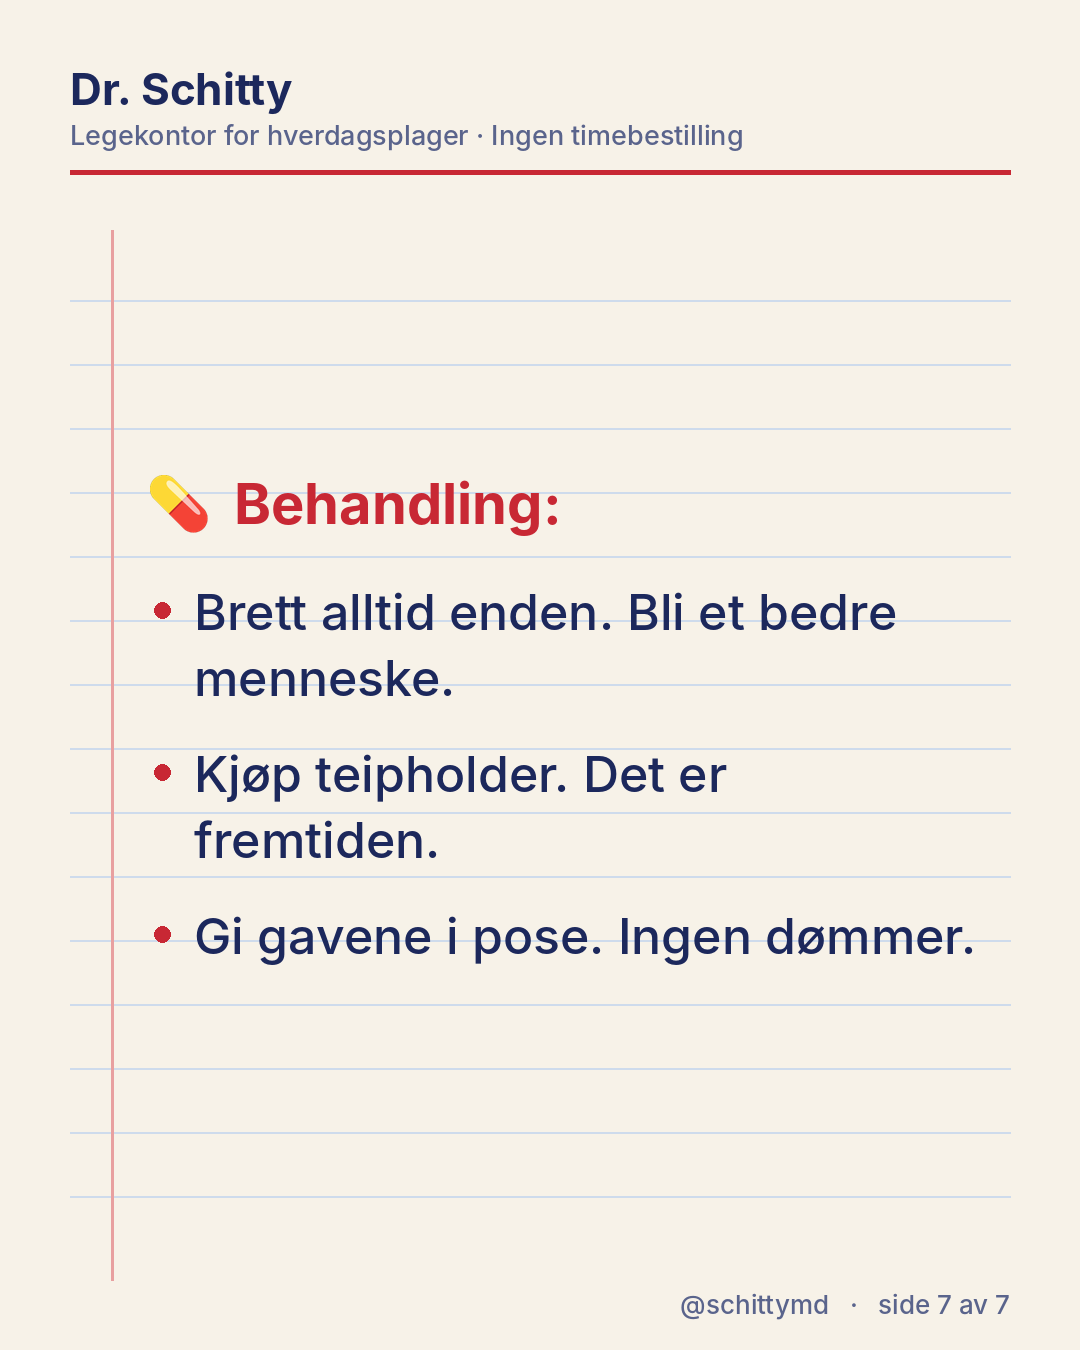 Dr. Schitty
Legekontor for hverdagsplager · Ingen timebestilling
💊 Behandling:
• Brett alltid enden. Bli et bedre
menneske.
• Kjøp teipholder. Det er
fremtiden.
• Gi gavene i pose. Ingen dømmer.
@schittymd · side 7 av 7